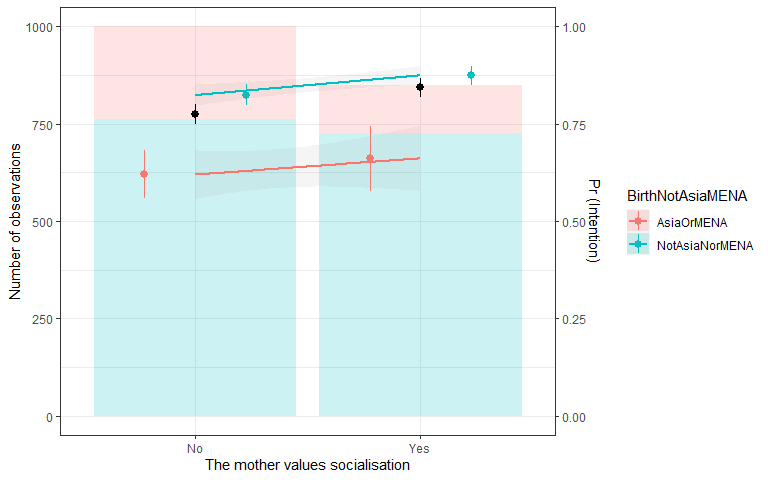 1000
750
500
250
0
Number of observations
No
Yes
The mother values socialisation
1.00
0.75
0.50
0.25
0.00
Pr (Intention)
BirthNotAsiaMENA
AsiaOrMENA
NotAsiaNorMENA